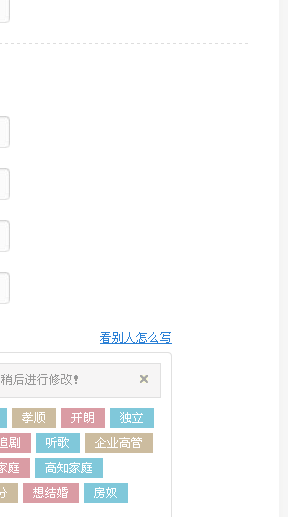 看别人怎么写
稍后进行修改!
孝顺 开朗 独立
追剧 听歌 企业高管
家庭 高知家庭
分 想结婚 房奴